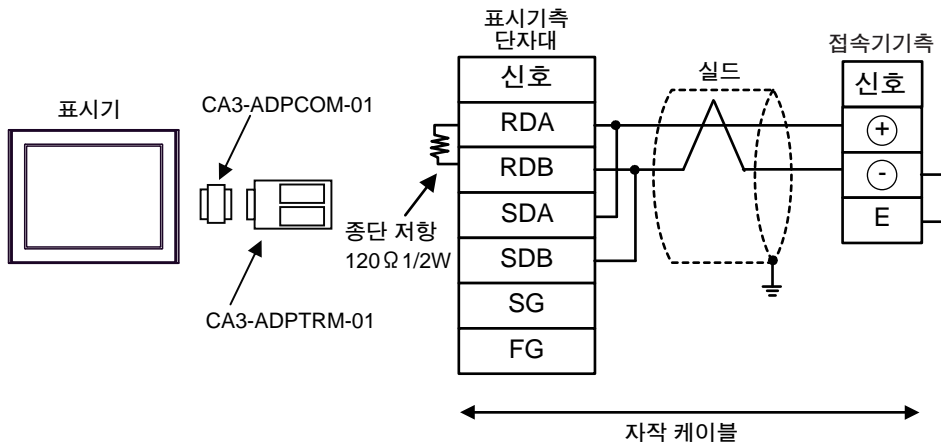 표시기
CA3-ADPCOM-01
CA3-ADPTRM-01
종단 저항
120Ω 1/2W
표시기측
단자대
신호
RDA
RDB
SDA
SDB
SG
FG
실드
접속기기측
신호
+
-
E
자작 케이블